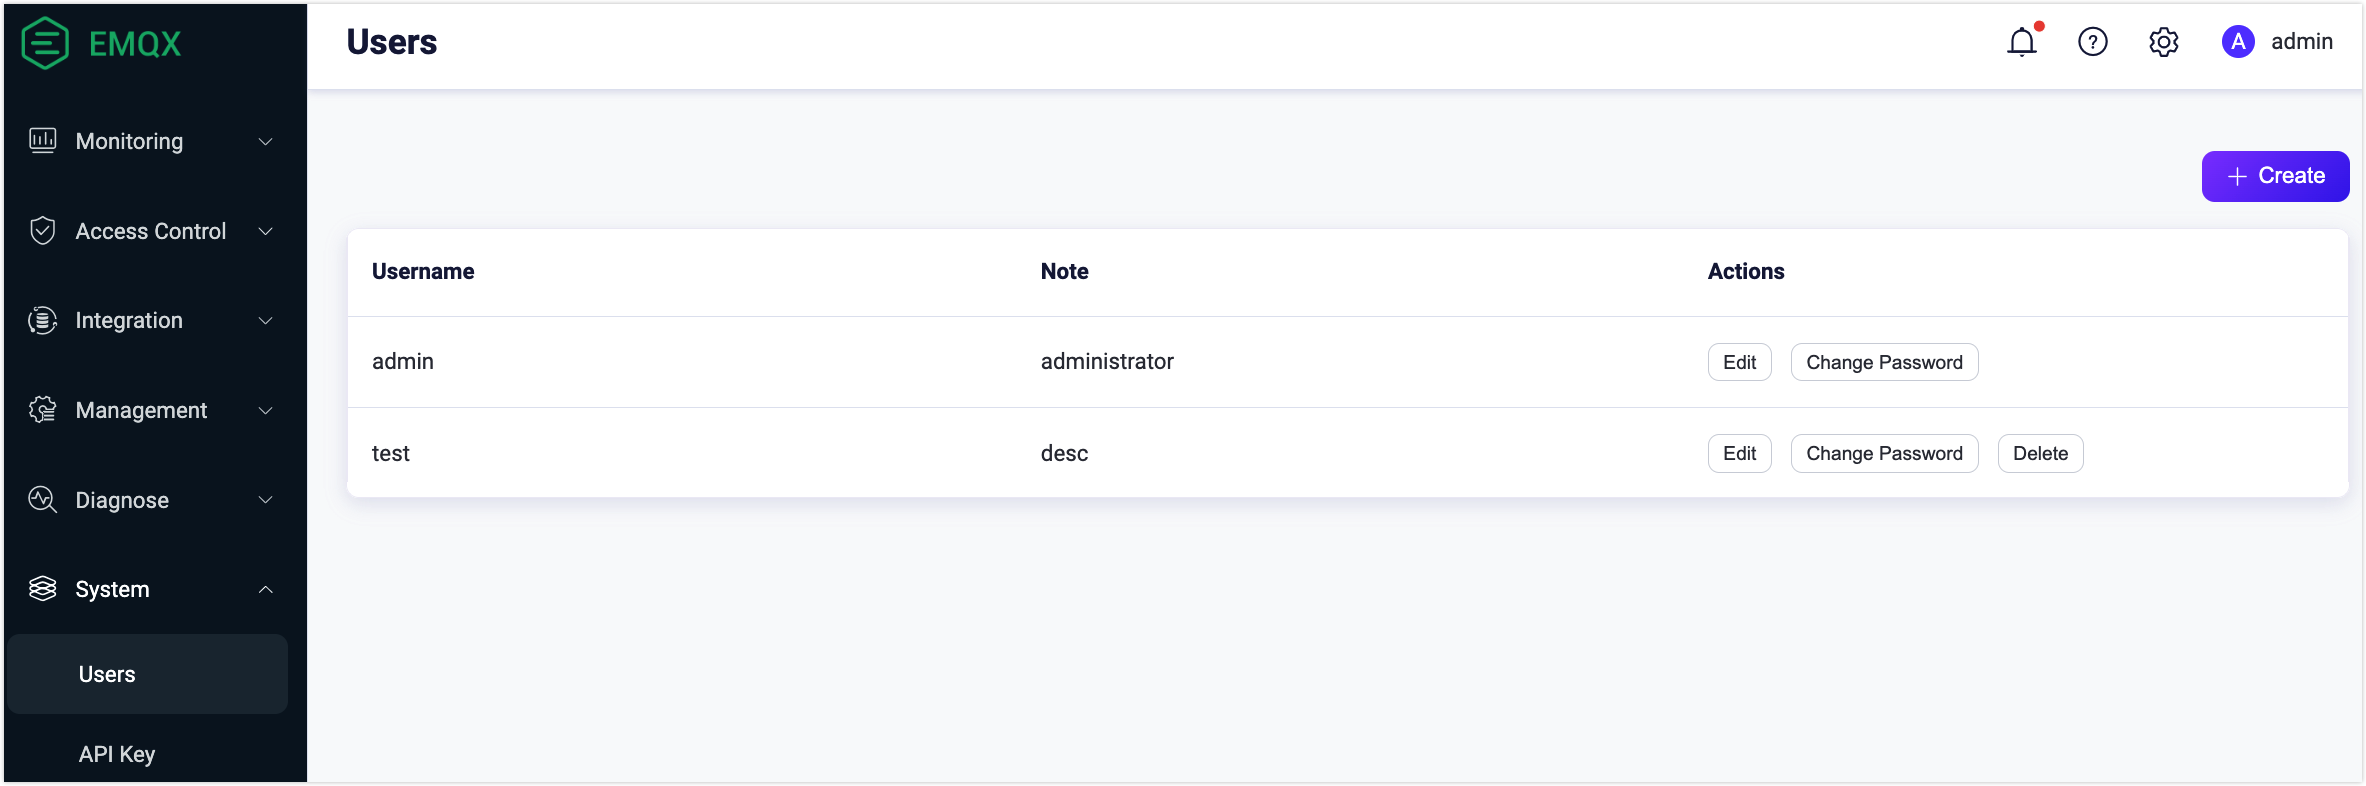 EMQX
Monitoring
Access Control
Integration
Management
Diagnose
System
Users
API Key
Users
A admin
Create
Username Note Actions
admin administrator Edit Change Password
test desc Edit Change Password Delete